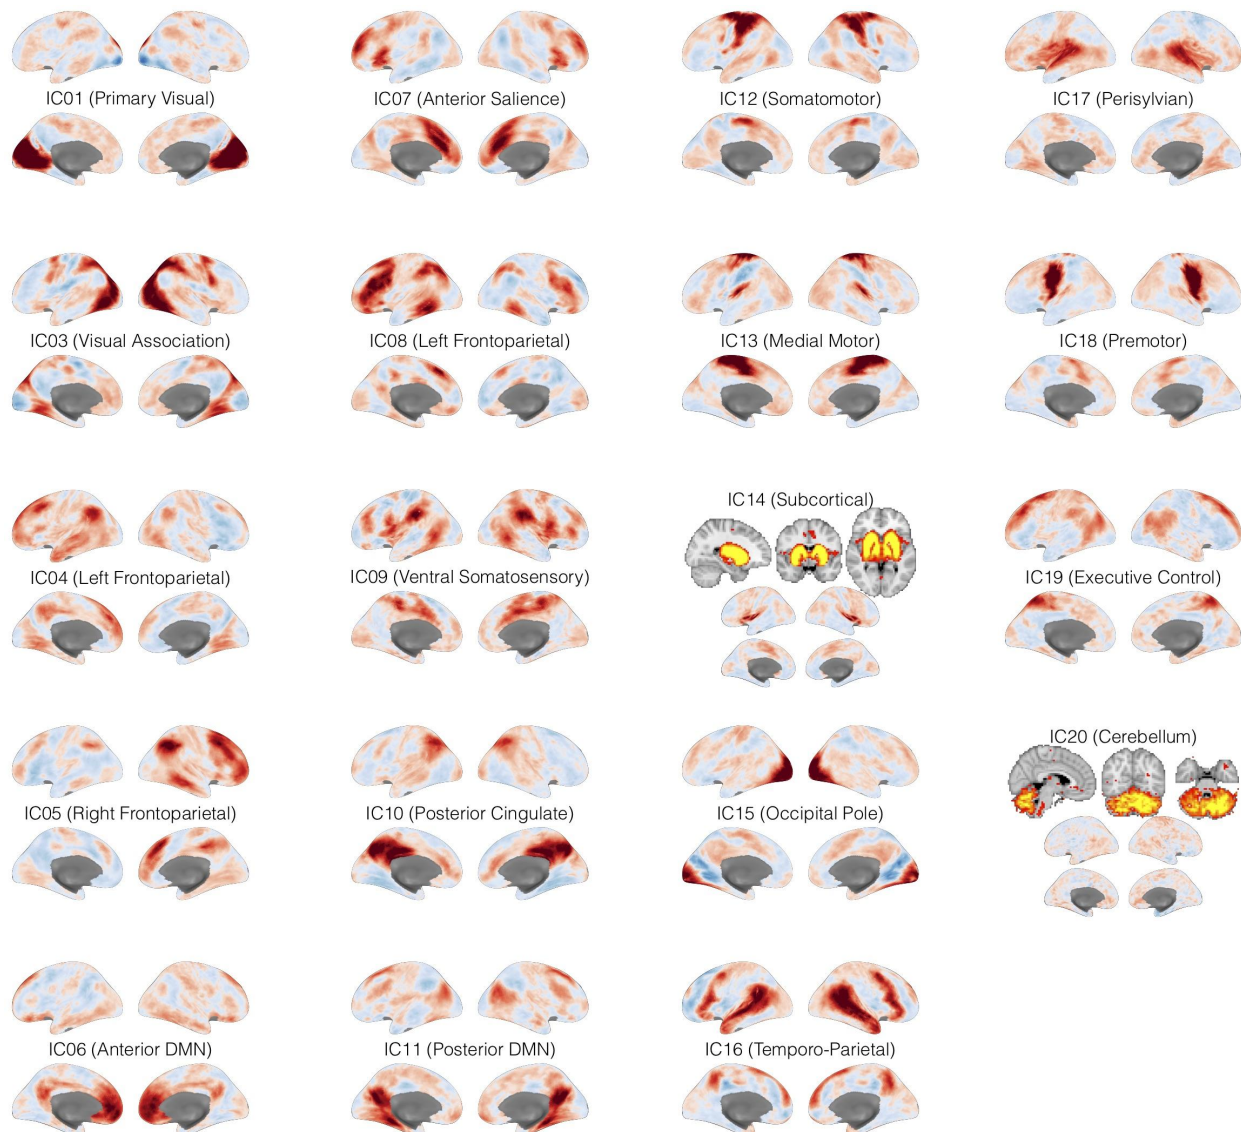 IC01 (Primary Visual)
IC07 (Anterior Salience)
IC12 (Somatomotor)
IC17 (Perisylvian)
IC03 (Visual Association)
IC08 (Left Frontoparietal)
IC13 (Medial Motor)
IC18 (Premotor)
IC14 (Subcortical)
IC04 (Left Frontoparietal)
IC09 (Ventral Somatosensory)
IC19 (Executive Control)
IC20 (Cerebellum)
IC05 (Right Frontoparietal)
IC10 (Posterior Cingulate)
IC15 (Occipital Pole)
IC06 (Anterior DMN)
IC11 (Posterior DMN)
IC16 (Temporo-Parietal)